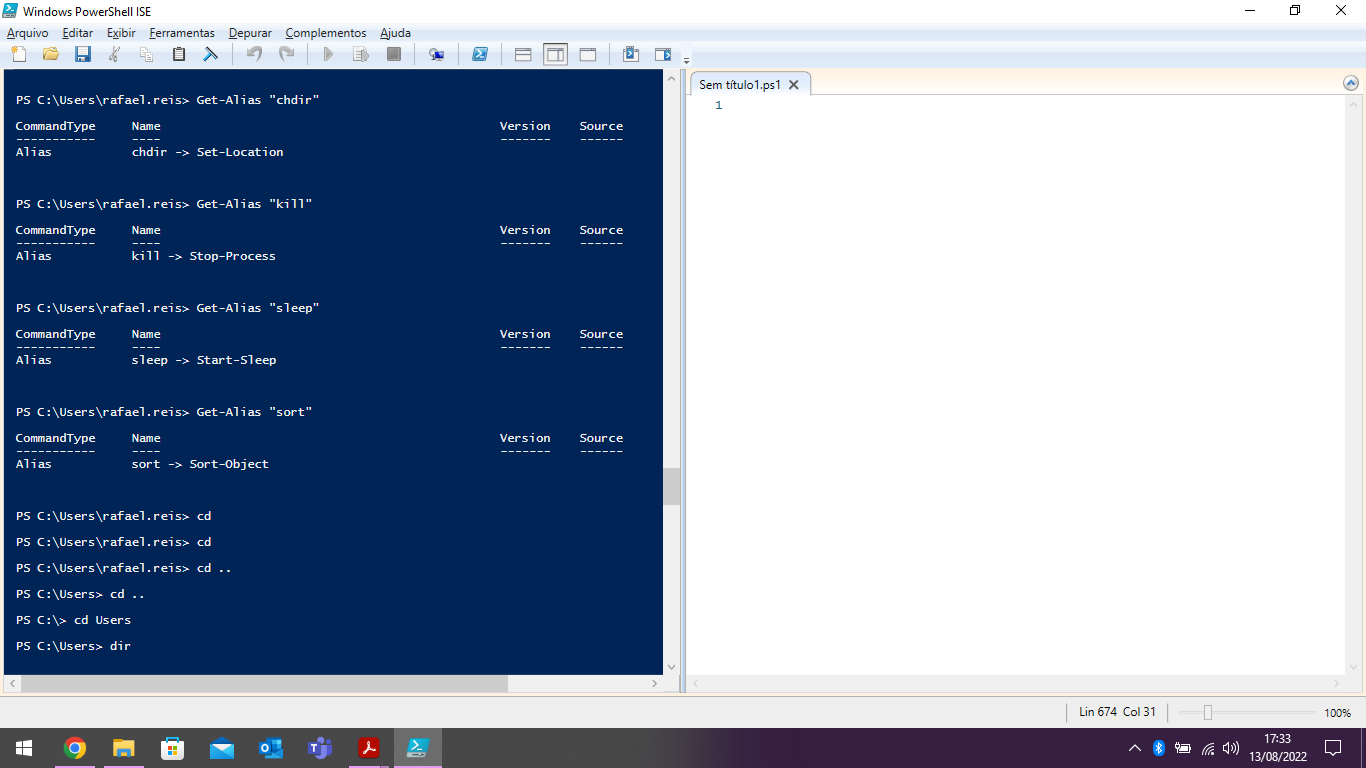 Windows PowerShell ISE
Arquivo Editar Exibir Ferramentas Depurar Complementos Ajuda
PS C:\Users\rafael.reis> Get-Alias "chdir"
CommandType Name Version Source
----------- ---- ------- ------
Alias chdir -> Set-Location
PS C:\Users\rafael.reis> Get-Alias "kill"
CommandType Name Version Source
----------- ---- ------- ------
Alias kill -> Stop-Process
PS C:\Users\rafael.reis> Get-Alias "sleep"
CommandType Name Version Source
----------- ---- ------- ------
Alias sleep -> Start-Sleep
PS C:\Users\rafael.reis> Get-Alias "sort"
CommandType Name Version Source
----------- ---- ------- ------
Alias sort -> Sort-Object
PS C:\Users\rafael.reis> cd
PS C:\Users\rafael.reis> cd
PS C:\Users\rafael.reis> cd ..
PS C:\Users> cd ..
PS C:\> cd Users
PS C:\Users> dir
Sem título1.ps1
1
Lin 674 Col 31 100%
17:33
13/08/2022